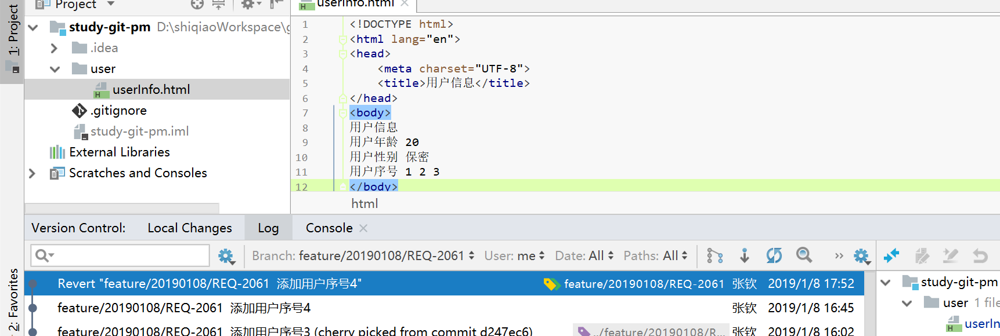 1: Project
2: Favorites
Project
userInfo.html
study-git-pm D:\shiqiaoWorkspace\g
.idea
user
userInfo.html
.gitignore
study-git-pm.iml
External Libraries
Scratches and Consoles
1 <!DOCTYPE html>
2 <html lang="en">
3 <head>
4 <meta charset="UTF-8">
5 <title>用户信息</title>
6 </head>
7 <body>
8 用户信息
9 用户年龄 20
10 用户性别 保密
11 用户序号 1 2 3
12 </body>
html
Version Control: Local Changes Log Console
Branch: feature/20190108/REQ-2061 User: me Date: All Paths: All »
Revert "feature/20190108/REQ-2061 添加用户序号4" feature/20190108/REQ-2061 张钦 2019/1/8 17:52
feature/20190108/REQ-2061 添加用户序号4 张钦 2019/1/8 16:45
feature/20190108/REQ-2061 添加用户序号3 (cherry picked from commit d247ec6) ../feature/20190108/R... 张钦 2019/1/8 16:02
study-git-pm
user 1 file
userIn